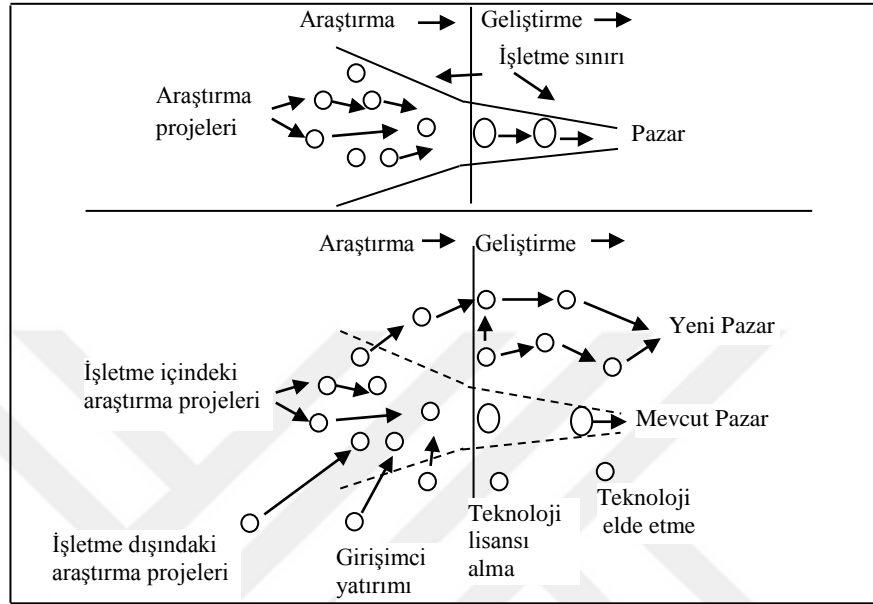 Araştırma
Geliştirme
İşletme sınırı
Araştırma
projeleri
Pazar
Araştırma
Geliştirme
Yeni Pazar
İşletme içindeki
araştırma projeleri
Mevcut Pazar
İşletme dışındaki
araştırma projeleri
Girişimci
yatırımı
Teknoloji
lisansı
alma
Teknoloji
elde etme